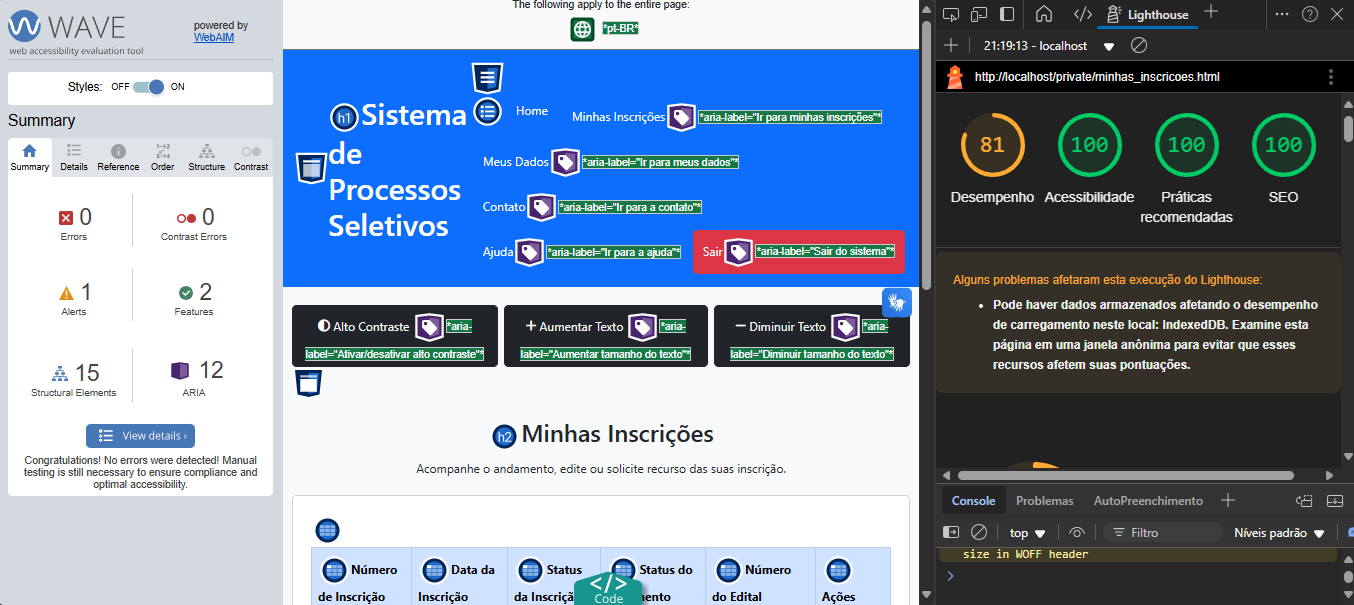 WAVE
web accessibility evaluation tool
powered by
WebAIM
Styles: OFF ON
Summary
Summary Details Reference Order Structure Contrast
0 0
Errors Contrast Errors
1 2
Alerts Features
15 12
Structural Elements ARIA
View details ›
Congratulations! No errors were detected! Manual
testing is still necessary to ensure compliance and
optimal accessibility.
The following apply to the entire page:
*pt-BR*
h1 Sistema
de
Processos
Seletivos
Home
Minhas Inscrições *aria-label="Ir para minhas inscrições"*
Meus Dados *aria-label="Ir para meus dados"*
Contato *aria-label="Ir para a contato"*
Ajuda *aria-label="Ir para a ajuda"*
Sair *aria-label="Sair do sistema"*
Alto Contraste *aria-
label="Ativar/desativar alto contraste"*
Aumentar Texto *aria-
label="Aumentar tamanho do texto"*
Diminuir Texto *aria-
label="Diminuir tamanho do texto"*
h2 Minhas Inscrições
Acompanhe o andamento, edite ou solicite recurso das suas inscrição.
Número
de Inscrição
Data da
Inscrição
Status
da Inscriçã
Status do
ento
Número
do Edital
Ações
</>
Code
Lighthouse
21:19:13 - localhost
http://localhost/private/minhas_inscricoes.html
81 100 100 100
Desempenho Acessibilidade Práticas SEO
recomendadas
Alguns problemas afetaram esta execução do Lighthouse:
• Pode haver dados armazenados afetando o desempenho
de carregamento neste local: IndexedDB. Examine esta
página em uma janela anônima para evitar que esses
recursos afetem suas pontuações.
Console Problemas AutoPreenchimento
top Filtro Níveis padrão
size in WOFF header